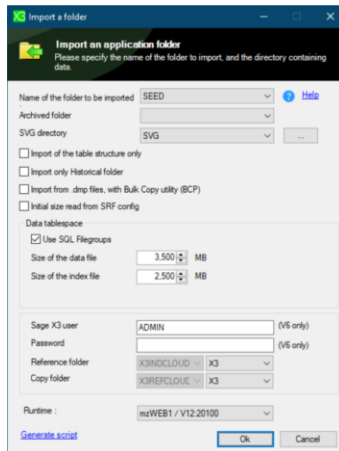 X3 Import a folder
Import an application folder
Please specify the name of the folder to import, and the directory containing
data.
Name of the folder to be imported SEED Help
Archived folder
SVG directory SVG ...
Import of the table structure only
Import only Historical folder
Import from .dmp files, with Bulk Copy utility (BCP)
Initial size read from SRF config
Data tablespace
Use SQL Filegroups
Size of the data file 3,500 MB
Size of the index file 2,500 MB
Sage X3 user ADMIN (V6 only)
Password (V6 only)
Reference folder X3INDCLOUD X3
Copy folder X3REFCLOUE X3
Runtime : mzWEB1 / V12:20100
Generate script Ok Cancel